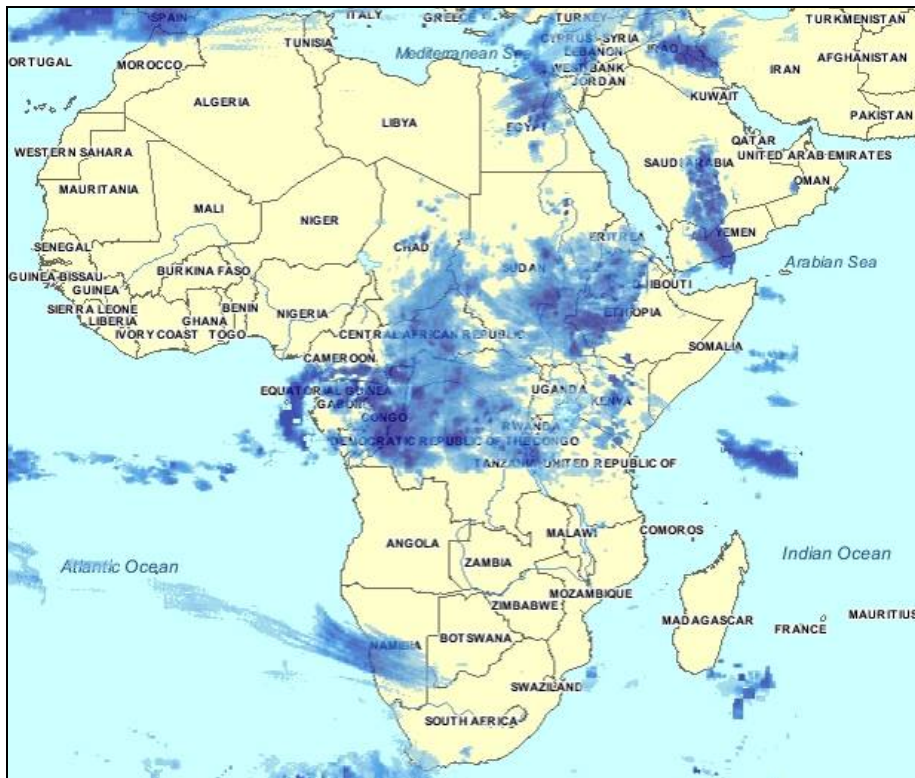 SPAIN
ITALY
GREECE
TURKEY
TURKMENISTAN
ORTUGAL
MOROCCO
TUNISIA
Mediterranean Se
CYPRUS
SYRIA
LEBANON
WEST BANK
JORDAN
IRAQ
IRAN
AFGHANISTAN
KUWAIT
PAKISTAN
ALGERIA
LIBYA
EGYPT
WESTERN SAHARA
SAUDI ARABIA
QATAR
UNITED ARAB EMIRATES
OMAN
MAURITANIA
MALI
NIGER
CHAD
SUDAN
ERITREA
YEMEN
Arabian Sea
SENEGAL
GUINEA-BISSAU
GUINEA
BURKINA FASO
DJIBOUTI
SIERRA LEONE
LIBERIA
IVORY COAST
GHANA
TOGO
BENIN
NIGERIA
ETHIOPIA
CENTRAL AFRICAN REPUBLIC
SOMALIA
CAMEROON
EQUATORIAL GUINEA
GABON
CONGO
UGANDA
KENYA
RWANDA
DEMOCRATIC REPUBLIC OF THE CONGO
TANZANIA, UNITED REPUBLIC OF
ANGOLA
ZAMBIA
MALAWI
COMOROS
Atlantic Ocean
Indian Ocean
MOZAMBIQUE
ZIMBABWE
MADAGASCAR
FRANCE
MAURITIUS
NAMIBIA
BOTSWANA
SWAZILAND
SOUTH AFRICA